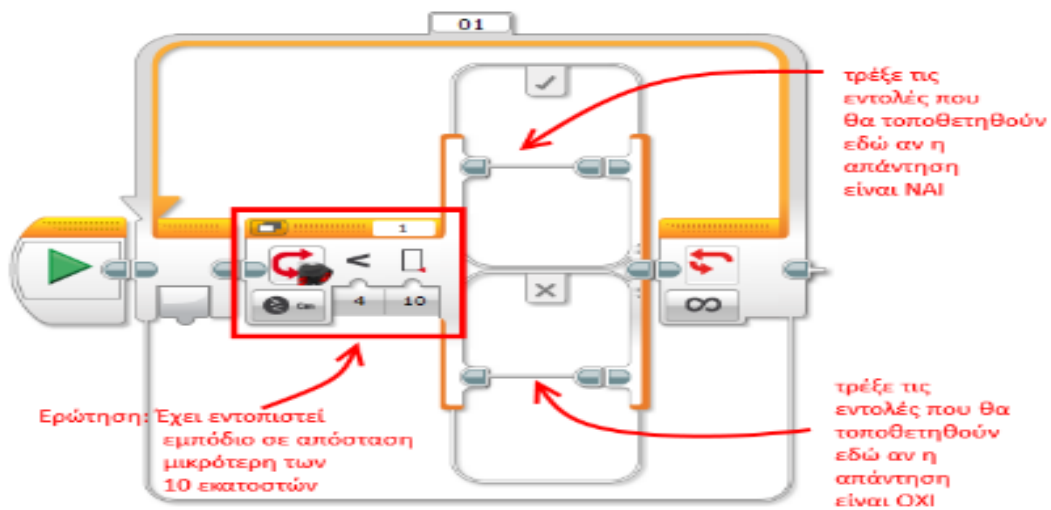 01
τρέξε τις
εντολές που
θα τοποθετηθούν
εδώ αν η
απάντηση
είναι ΝΑΙ
1
<
4
10
cm
∞
Ερώτηση: Έχει εντοπιστεί
εμπόδιο σε απόσταση
μικρότερη των
10 εκατοστών
τρέξε τις
εντολές που θα
τοποθετηθούν
εδώ αν η
απάντηση
είναι ΟΧΙ